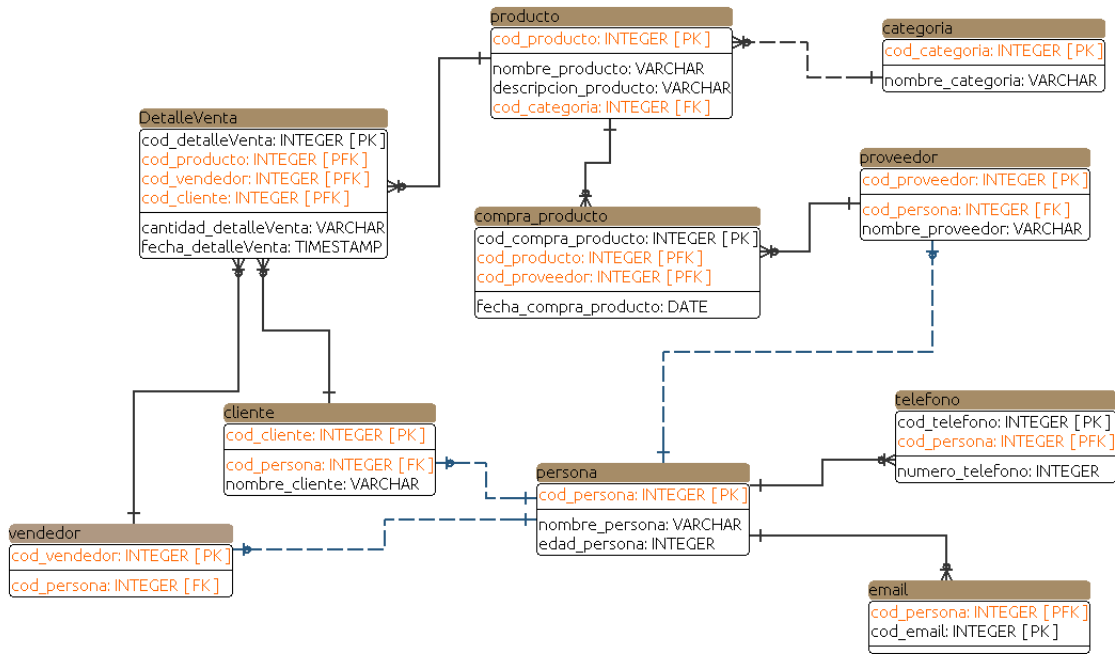 producto
cod_producto: INTEGER [PK]
nombre_producto: VARCHAR
descripcion_producto: VARCHAR
cod_categoria: INTEGER [FK]
categoria
cod_categoria: INTEGER [PK]
nombre_categoria: VARCHAR
DetalleVenta
cod_detalleVenta: INTEGER [PK]
cod_producto: INTEGER [PFK]
cod_vendedor: INTEGER [PFK]
cod_cliente: INTEGER [PFK]
cantidad_detalleVenta: VARCHAR
fecha_detalleVenta: TIMESTAMP
proveedor
cod_proveedor: INTEGER [PK]
cod_persona: INTEGER [FK]
nombre_proveedor: VARCHAR
compra_producto
cod_compra_producto: INTEGER [PK]
cod_producto: INTEGER [PFK]
cod_proveedor: INTEGER [PFK]
fecha_compra_producto: DATE
cliente
cod_cliente: INTEGER [PK]
cod_persona: INTEGER [FK]
nombre_cliente: VARCHAR
telefono
cod_telefono: INTEGER [PK]
cod_persona: INTEGER [PFK]
numero_telefono: INTEGER
persona
cod_persona: INTEGER [PK]
nombre_persona: VARCHAR
edad_persona: INTEGER
vendedor
cod_vendedor: INTEGER [PK]
cod_persona: INTEGER [FK]
email
cod_persona: INTEGER [PFK]
cod_email: INTEGER [PK]